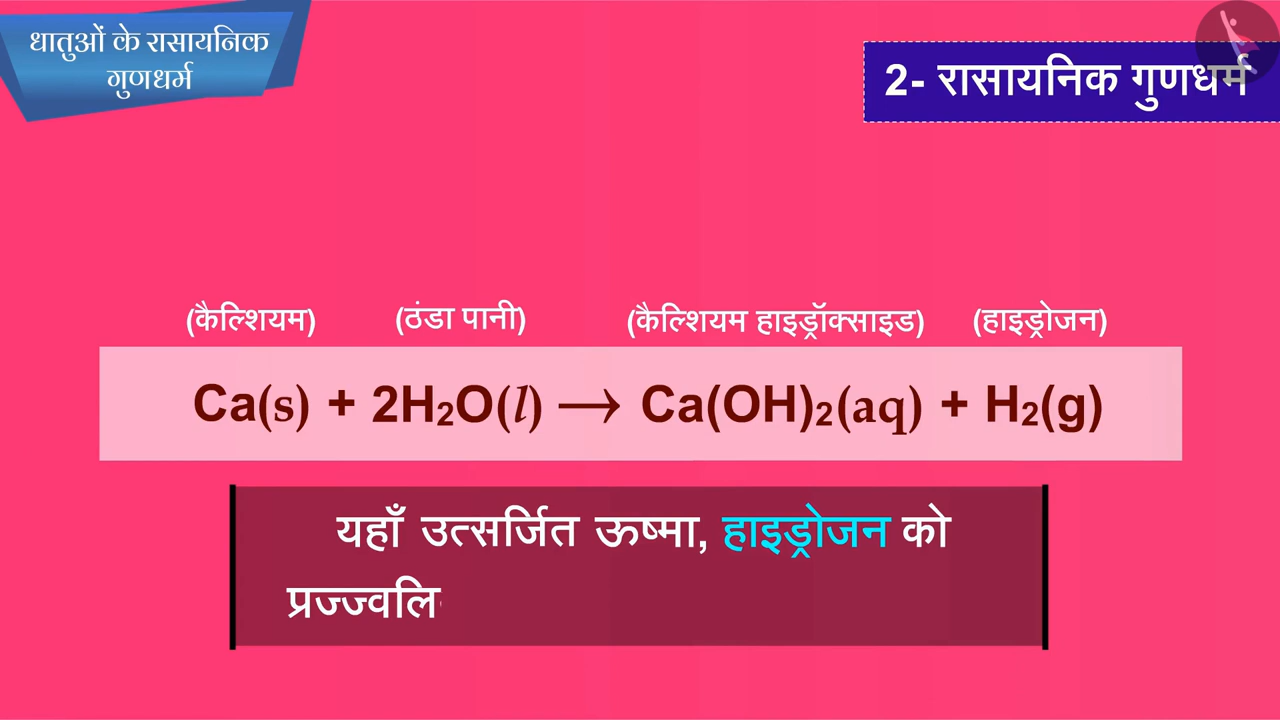 धातुओं के रासायनिक
गुणधर्म
2- रासायनिक गुणधर्म
(कैल्शियम) (ठंडा पानी) (कैल्शियम हाइड्रॉक्साइड) (हाइड्रोजन)
Ca(s) + 2H₂O(l) → Ca(OH)₂(aq) + H₂(g)
यहाँ उत्सर्जित ऊष्मा, हाइड्रोजन को
प्रज्ज्वलि